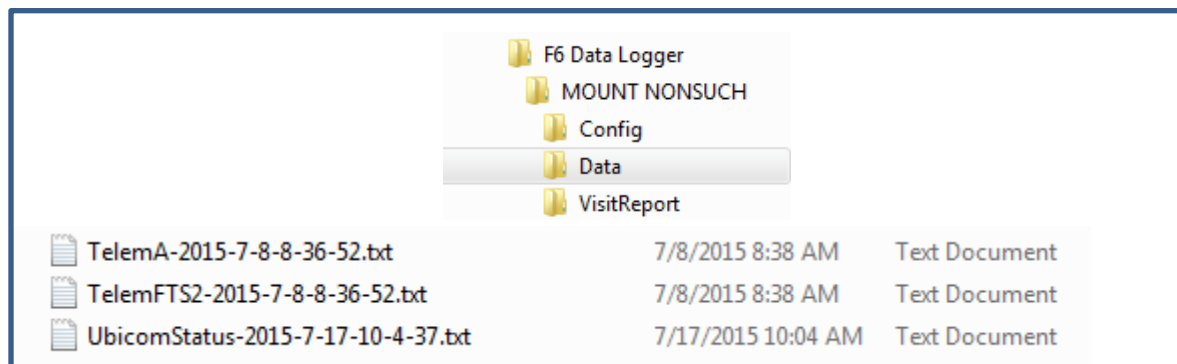 F6 Data Logger
MOUNT NONSUCH
Config
Data
VisitReport
TelemA-2015-7-8-8-36-52.txt 7/8/2015 8:38 AM Text Document
TelemFTS2-2015-7-8-8-36-52.txt 7/8/2015 8:38 AM Text Document
UbicomStatus-2015-7-17-10-4-37.txt 7/17/2015 10:04 AM Text Document